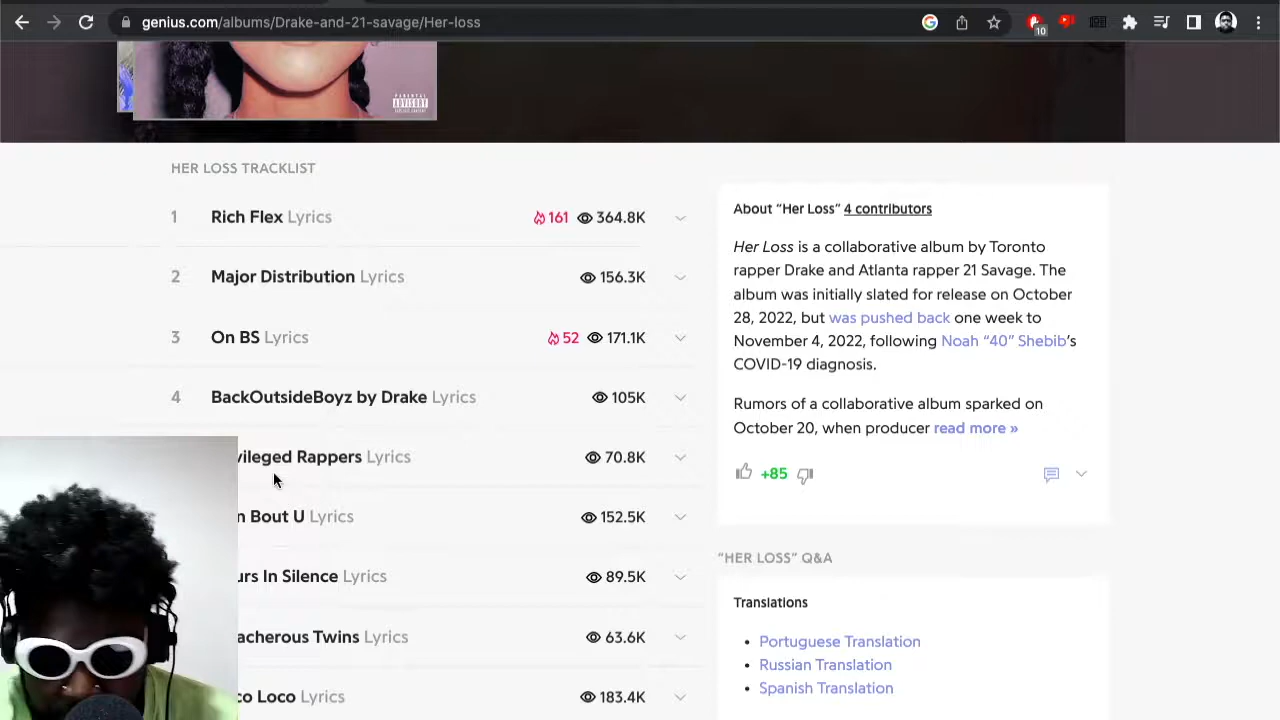 genius.com/albums/Drake-and-21-savage/Her-loss
10
PARENTAL
ADVISORY
EXPLICIT CONTENT
HER LOSS TRACKLIST
1 Rich Flex Lyrics 161 364.8K
2 Major Distribution Lyrics 156.3K
3 On BS Lyrics 52 171.1K
4 BackOutsideBoyz by Drake Lyrics 105K
vileged Rappers Lyrics 70.8K
n Bout U Lyrics 152.5K
urs In Silence Lyrics 89.5K
acherous Twins Lyrics 63.6K
co Loco Lyrics 183.4K
About “Her Loss” 4 contributors
Her Loss is a collaborative album by Toronto
rapper Drake and Atlanta rapper 21 Savage. The
album was initially slated for release on October
28, 2022, but was pushed back one week to
November 4, 2022, following Noah “40” Shebib’s
COVID-19 diagnosis.
Rumors of a collaborative album sparked on
October 20, when producer read more »
+85
“HER LOSS” Q&A
Translations
• Portuguese Translation
• Russian Translation
• Spanish Translation